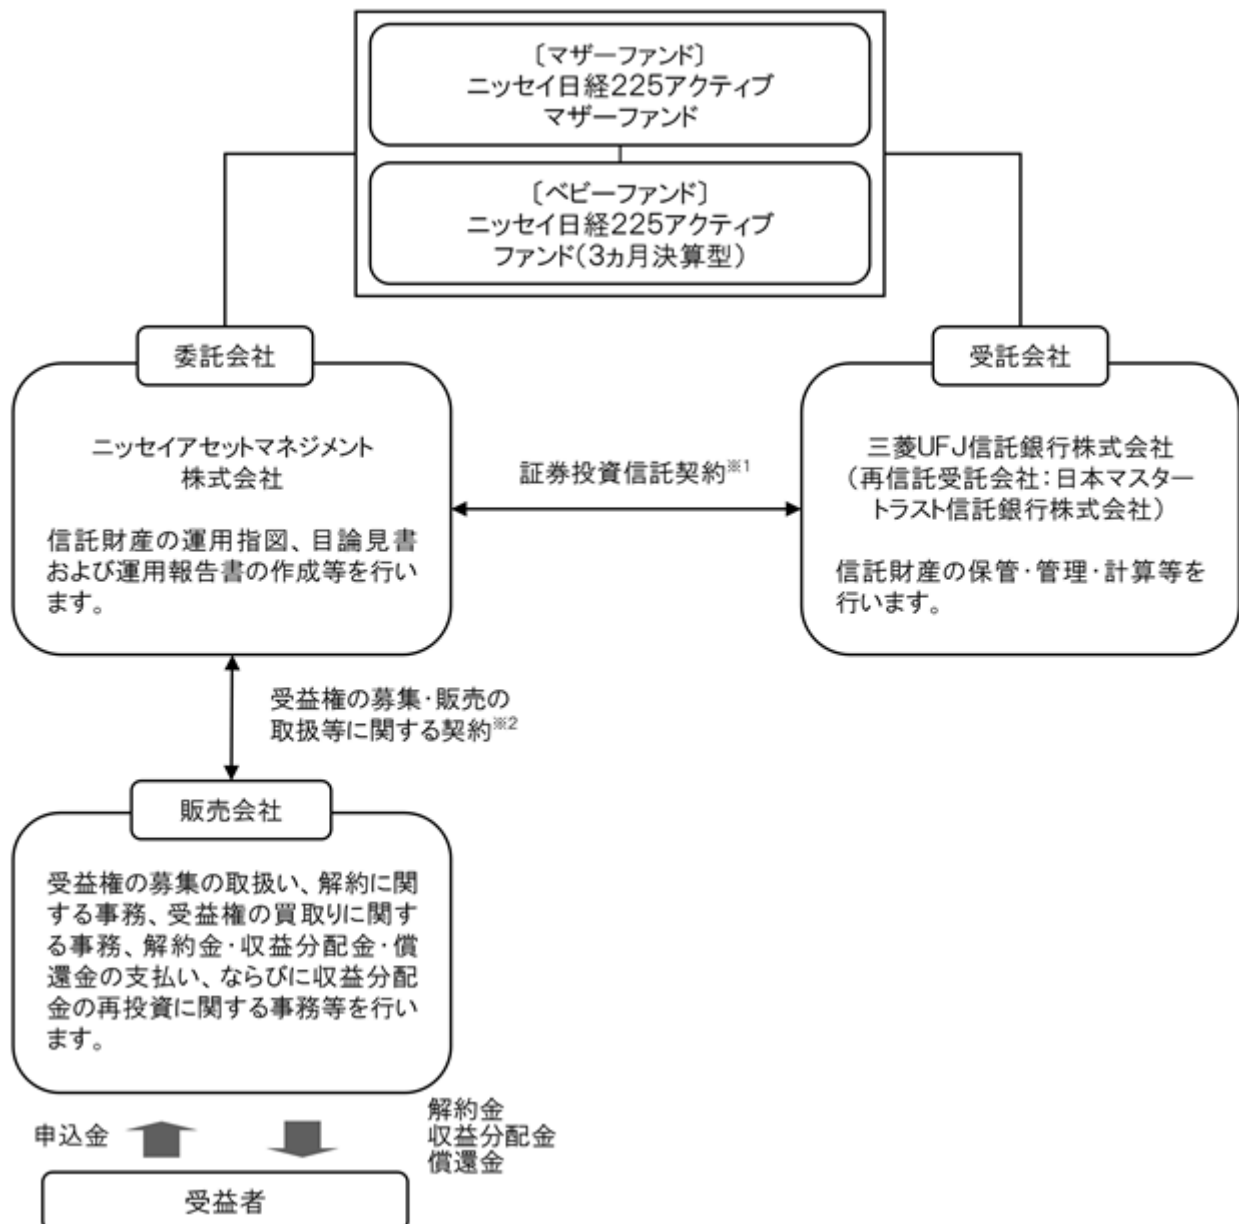 〔マザーファンド〕
ニッセイ日経225アクティブ
マザーファンド
〔ベビーファンド〕
ニッセイ日経225アクティブ
ファンド(3ヵ月決算型)
委託会社
ニッセイアセットマネジメント
株式会社
信託財産の運用指図、目論見書
および運用報告書の作成等を行い
ます。
証券投資信託契約※1
受託会社
三菱UFJ信託銀行株式会社
(再信託受託会社:日本マスター
トラスト信託銀行株式会社)
信託財産の保管・管理・計算等を
行います。
受益権の募集・販売の
取扱等に関する契約※2
販売会社
受益権の募集の取扱い、解約に関
する事務、受益権の買取りに関す
る事務、解約金・収益分配金・償
還金の支払い、ならびに収益分配
金の再投資に関する事務等を行い
ます。
申込金
解約金
収益分配金
償還金
受益者